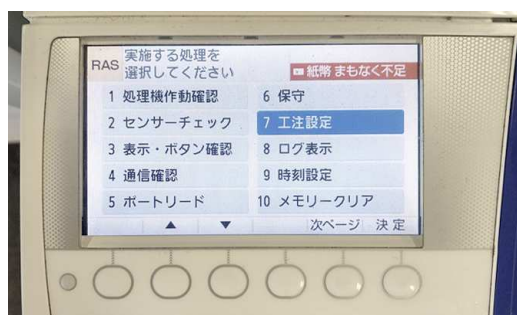 RAS
実施する処理を
選択してください
紙幣 まもなく不足
1 処理機作動確認
2 センサーチェック
3 表示・ボタン確認
4 通信確認
5 ポートリード
6 保守
7 工注設定
8 ログ表示
9 時刻設定
10 メモリークリア
▲ ▼ 次ページ 決定